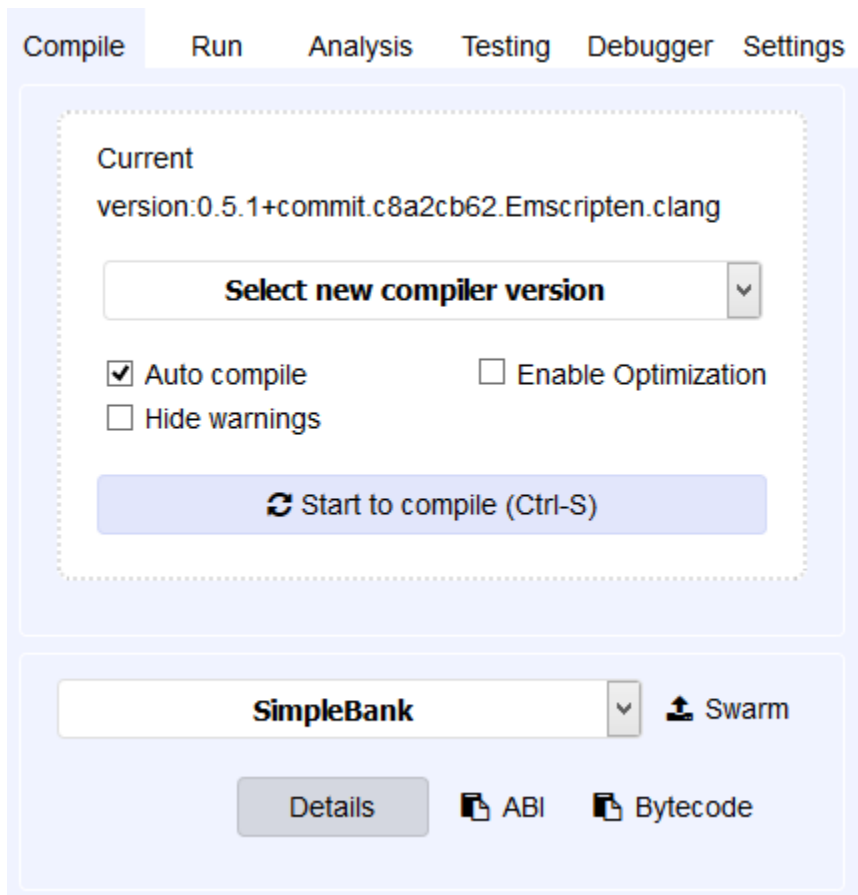 Compile Run Analysis Testing Debugger Settings
Current
version:0.5.1+commit.c8a2cb62.Emscripten.clang
Select new compiler version
Auto compile Enable Optimization
Hide warnings
Start to compile (Ctrl-S)
SimpleBank Swarm
Details ABI Bytecode